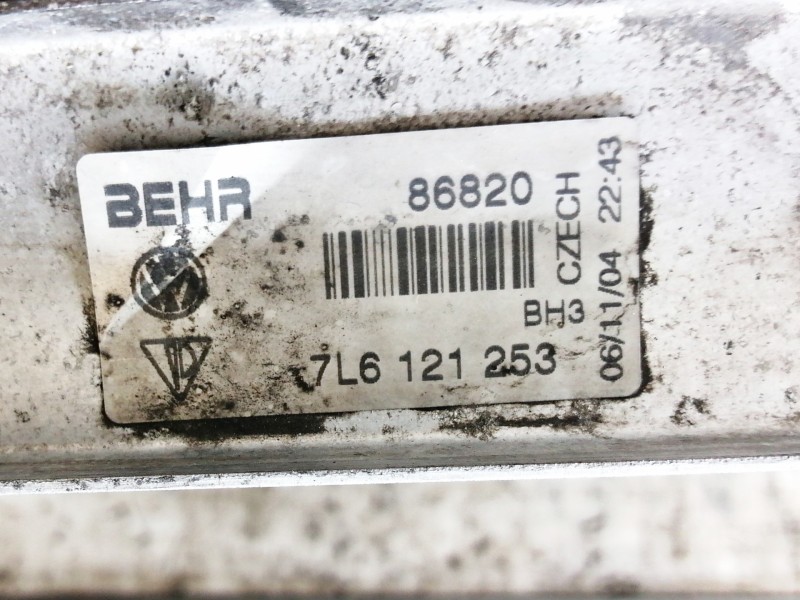 BEHR
86820
CZECH
BH3
7L6 121 253
06/11/04 22:43